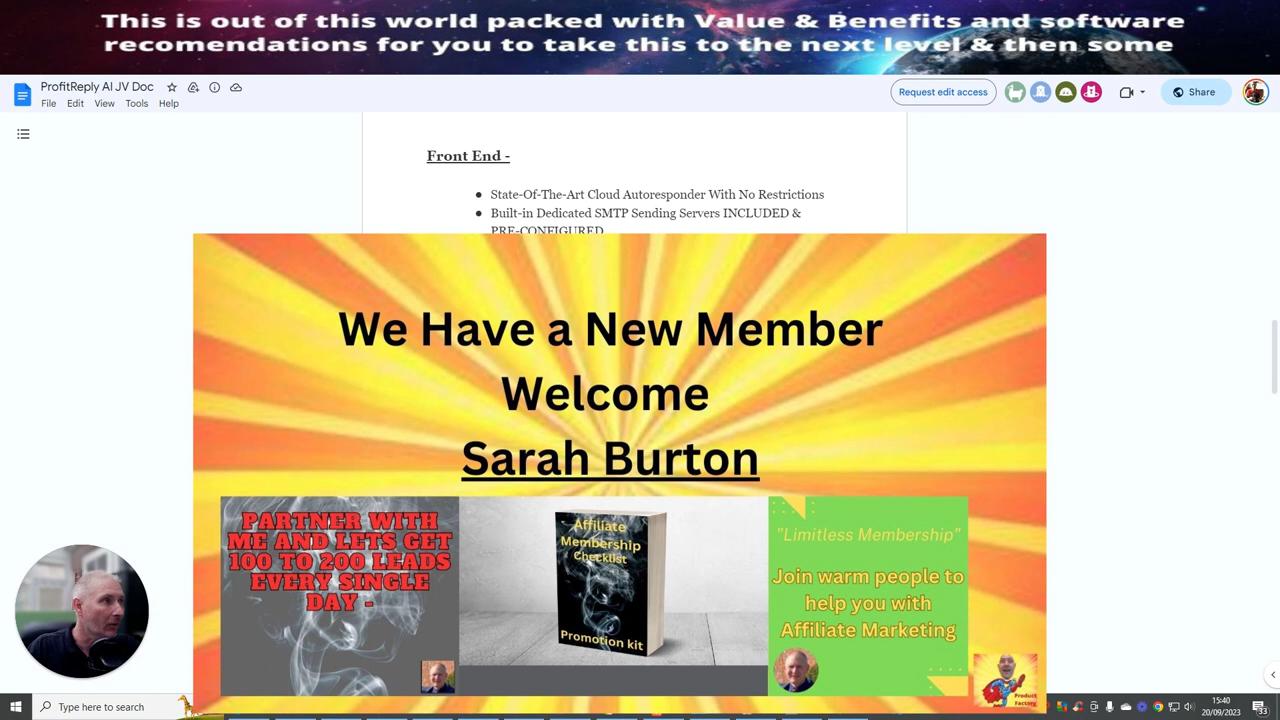 This is out of this world packed with Value & Benefits and software
recomendations for you to take this to the next level & then some
ProfitReply AI JV Doc
File Edit View Tools Help
Request edit access
Share
Front End -
● State-Of-The-Art Cloud Autoresponder With No Restrictions
● Built-in Dedicated SMTP Sending Servers INCLUDED &
PRE-CONFIGURED
We Have a New Member
Welcome
Sarah Burton
PARTNER WITH
ME AND LETS GET
100 TO 200 LEADS
EVERY SINGLE
DAY -
Affiliate
Membership
Checklist
Promotion kit
"Limitless Membership"
Join warm people to
help you with
Affiliate Marketing
Product
Factory
Type here to search
15:40
20/09/2023